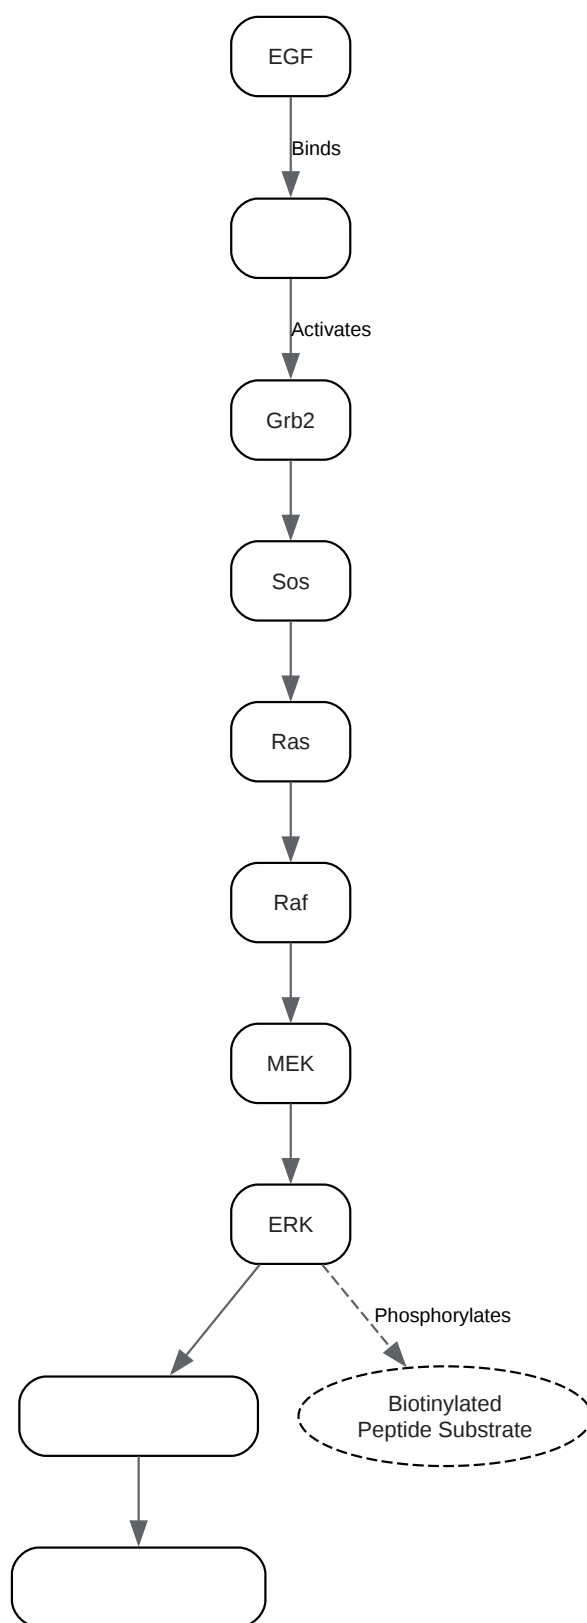 EGF
Binds
Activates
Grb2
Sos
Ras
Raf
MEK
ERK
Phosphorylates
Biotinylated
Peptide Substrate